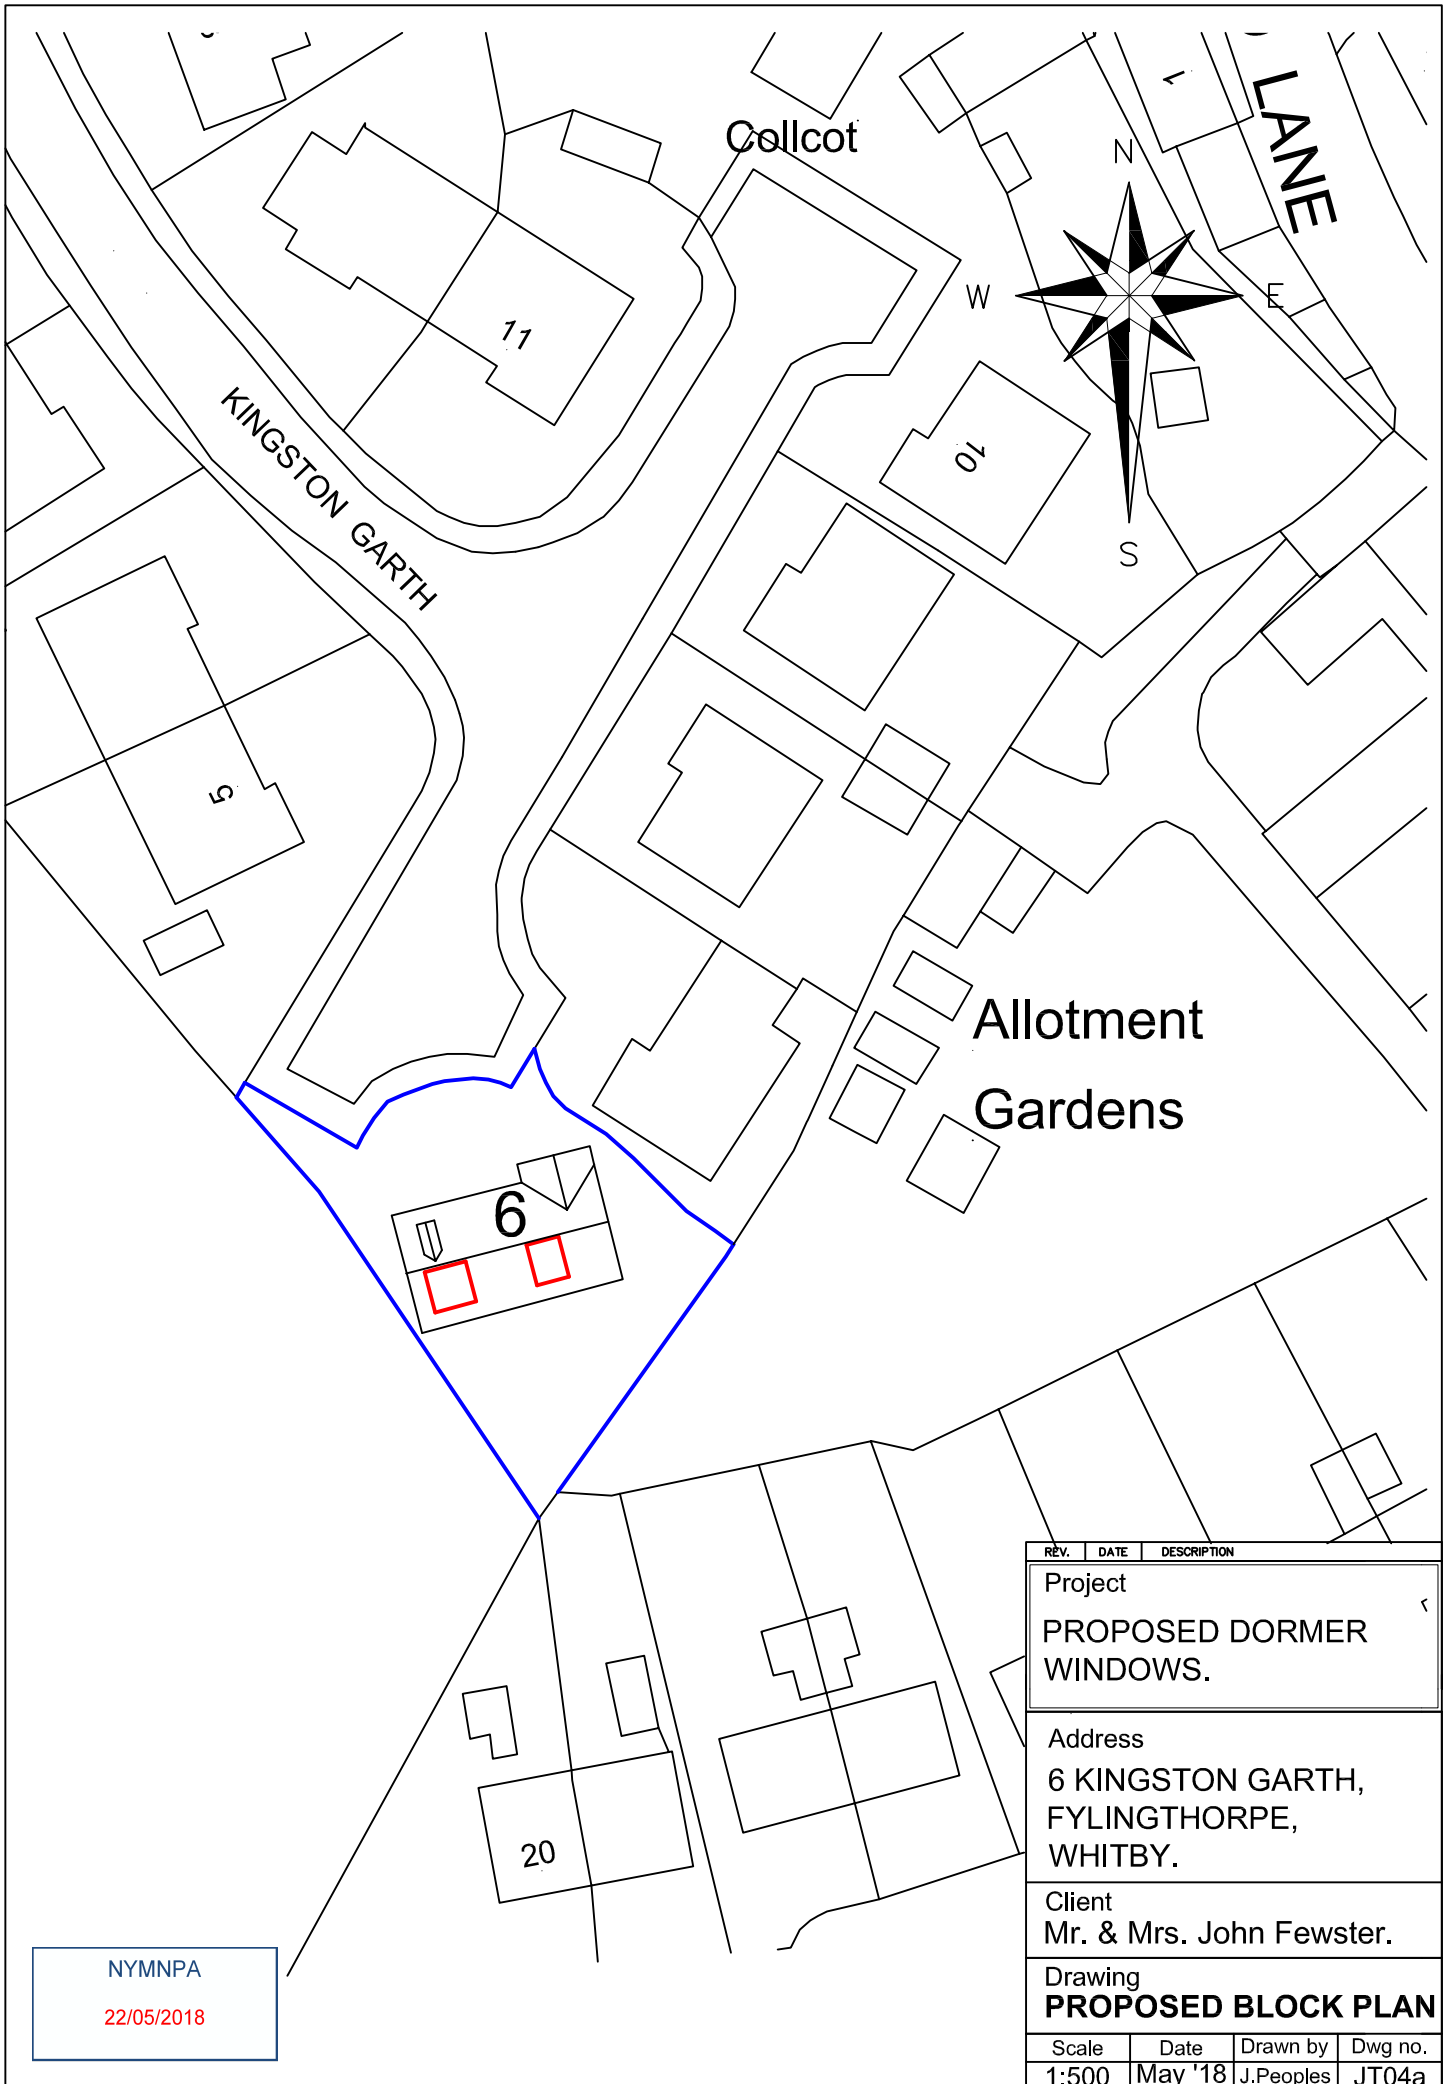 Collcot
1
LANE
N
W
E
S
11
10
KINGSTON GARTH
5
Allotment
Gardens
6
20
REV. DATE DESCRIPTION
Project
PROPOSED DORMER
WINDOWS.
Address
6 KINGSTON GARTH,
FYLINGTHORPE,
WHITBY.
Client
Mr. & Mrs. John Fewster.
Drawing
PROPOSED BLOCK PLAN
Scale Date Drawn by Dwg no.
1:500 May '18 J.Peoples JT04a
NYMNPA
22/05/2018